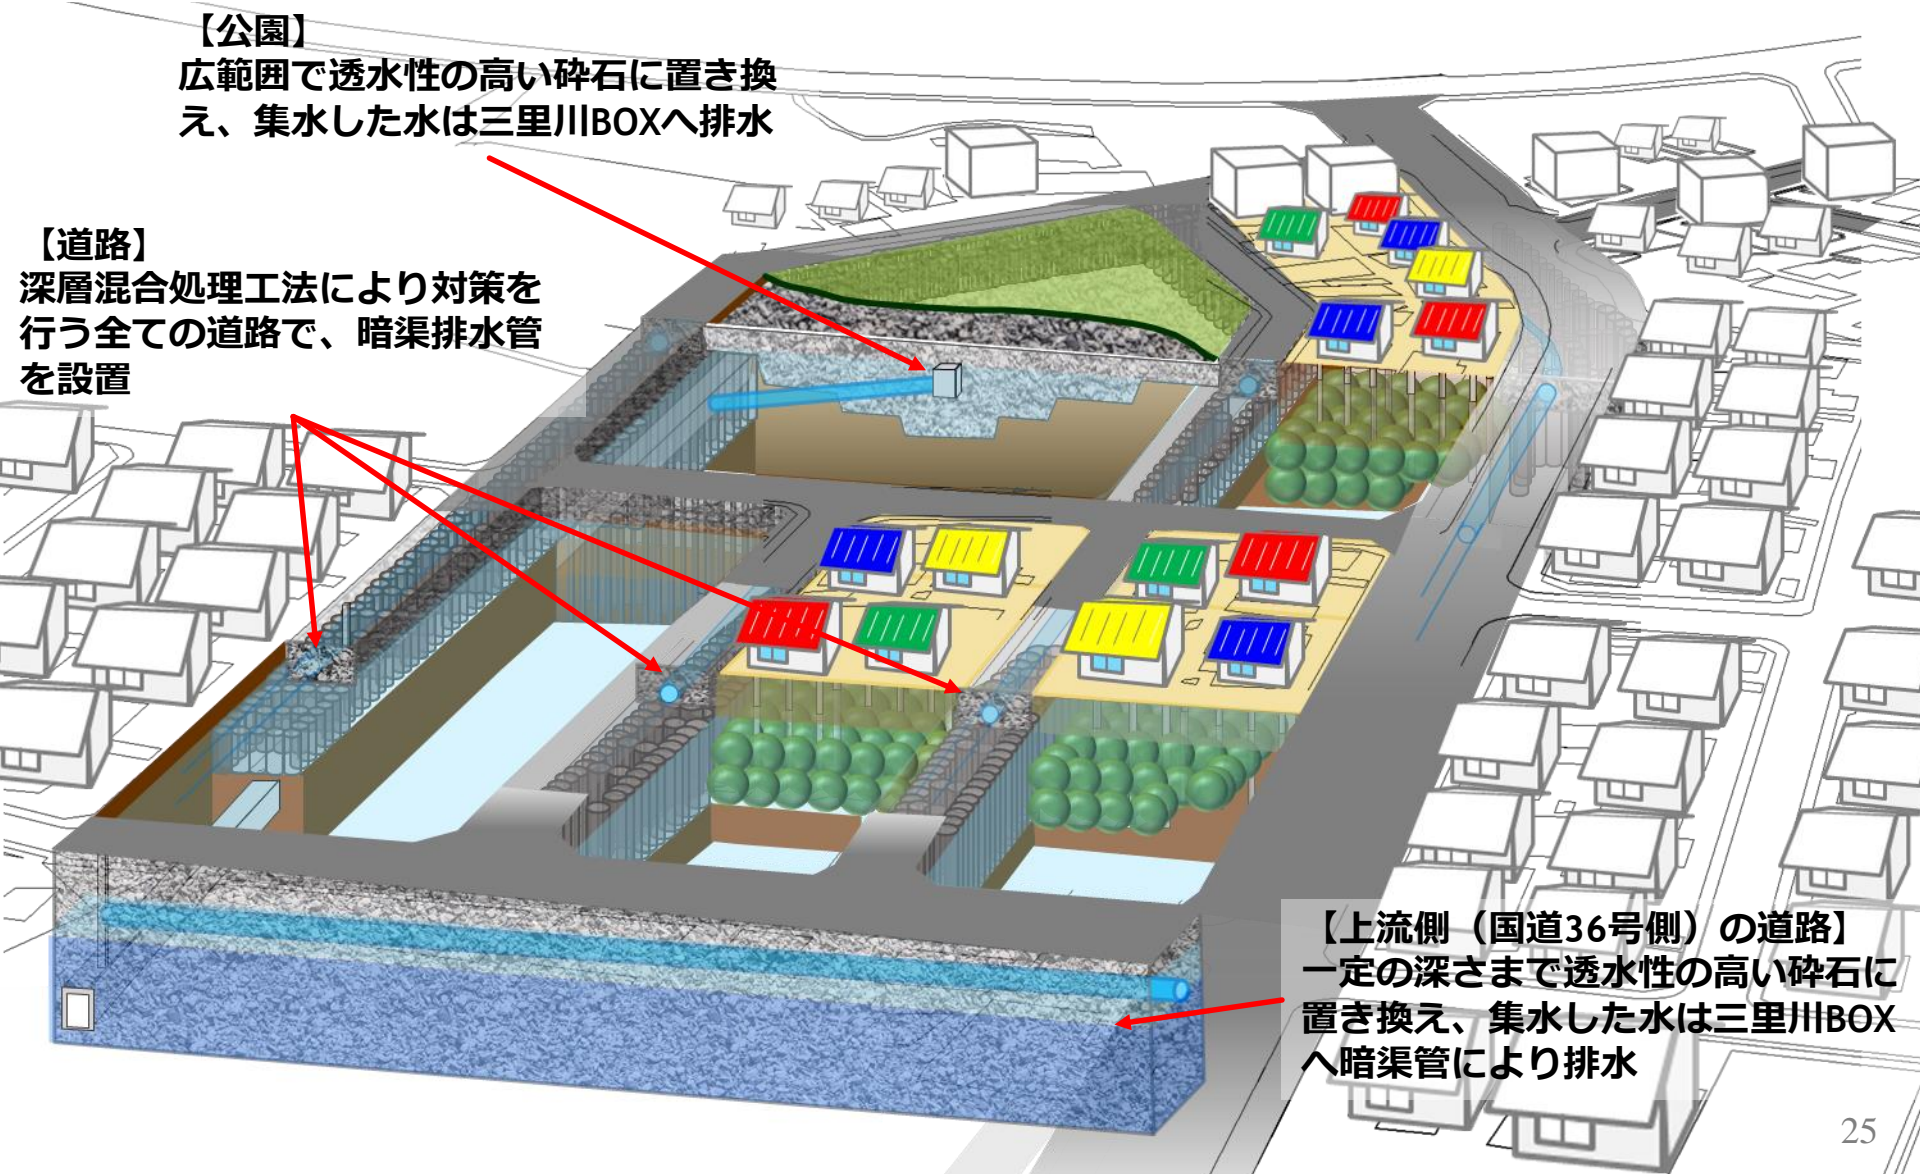 【公園】
広範囲で透水性の高い砕石に置き換
え、集水した水は三里川BOXへ排水
【道路】
深層混合処理工法により対策を
行う全ての道路で、暗渠排水管
を設置
【上流側（国道36号側）の道路】
一定の深さまで透水性の高い砕石に
置き換え、集水した水は三里川BOX
へ暗渠管により排水
25